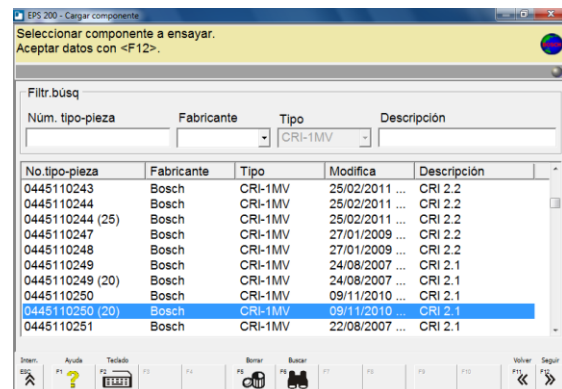 EPS 200 - Cargar componente
Seleccionar componente a ensayar.
Aceptar datos con <F12>.
Filtr.búsq
Núm. tipo-pieza Fabricante Tipo Descripción
CRI-1MV
No.tipo-pieza Fabricante Tipo Modifica Descripción
0445110243 Bosch CRI-1MV 25/02/2011 ... CRI 2.2
0445110244 Bosch CRI-1MV 25/02/2011 ... CRI 2.2
0445110244 (25) Bosch CRI-1MV 25/02/2011 ... CRI 2.2
0445110247 Bosch CRI-1MV 27/01/2009 ... CRI 2.2
0445110248 Bosch CRI-1MV 27/01/2009 ... CRI 2.2
0445110249 Bosch CRI-1MV 24/08/2007 ... CRI 2.1
0445110249 (20) Bosch CRI-1MV 24/08/2007 ... CRI 2.1
0445110250 Bosch CRI-1MV 09/11/2010 ... CRI 2.1
0445110250 (20) Bosch CRI-1MV 09/11/2010 ... CRI 2.1
0445110251 Bosch CRI-1MV 22/08/2007 ... CRI 2.1
Interr. Ayuda Teclado Borrar Buscar Volver Seguir
ESC F1 F2 F3 F4 F5 F6 F7 F8 F9 F10 F11 F12